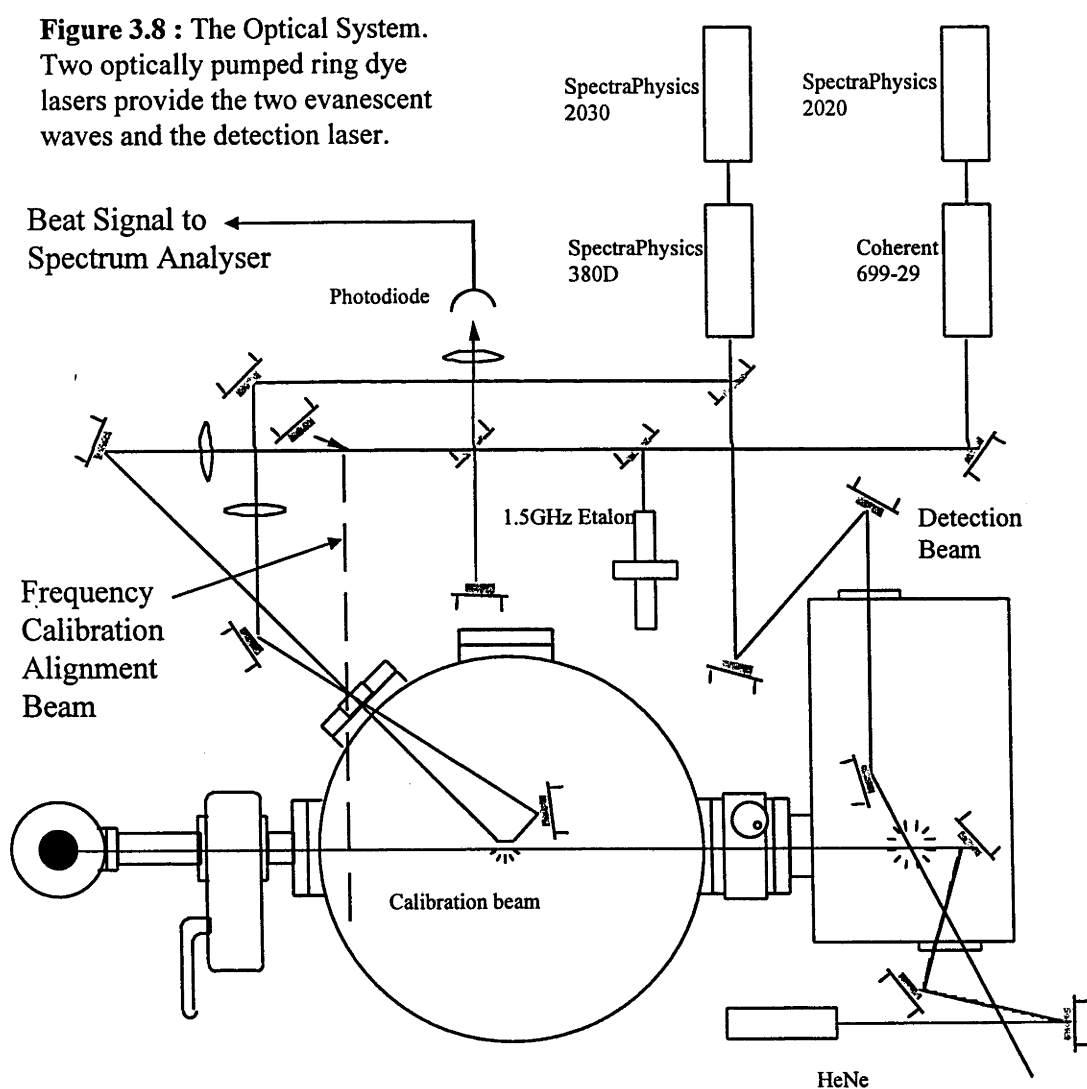 Figure 3.8 : The Optical System.
Two optically pumped ring dye
lasers provide the two evanescent
waves and the detection laser.
SpectraPhysics
2030
SpectraPhysics
2020
Beat Signal to
Spectrum Analyser
SpectraPhysics
380D
Coherent
699-29
Photodiode
1.5GHz Etalon
Detection
Beam
Frequency
Calibration
Alignment
Beam
Calibration beam
HeNe